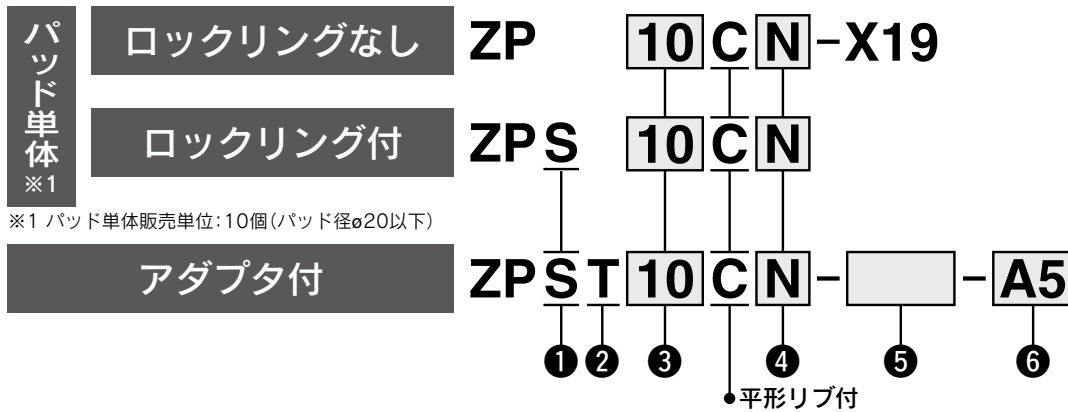 パッド単体
※1
ロックリングなし ZP 10 C N-X19
ロックリング付 ZP S 10 C N
※1 パッド単体販売単位:10個(パッド径ø20以下)
アダプタ付 ZP S T 10 C N- - A5
❶ ❷ ❸ ❹ ❺ ❻
平形リブ付